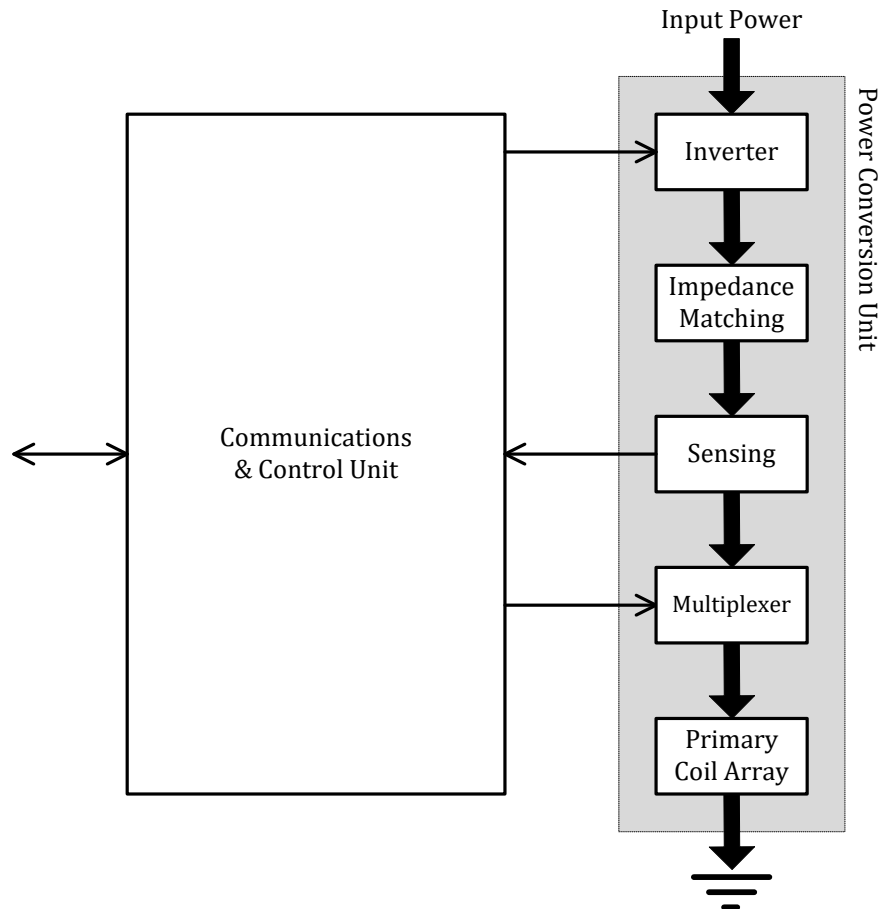 Input Power
Power Conversion Unit
Inverter
Impedance
Matching
Communications
& Control Unit
Sensing
Multiplexer
Primary
Coil Array